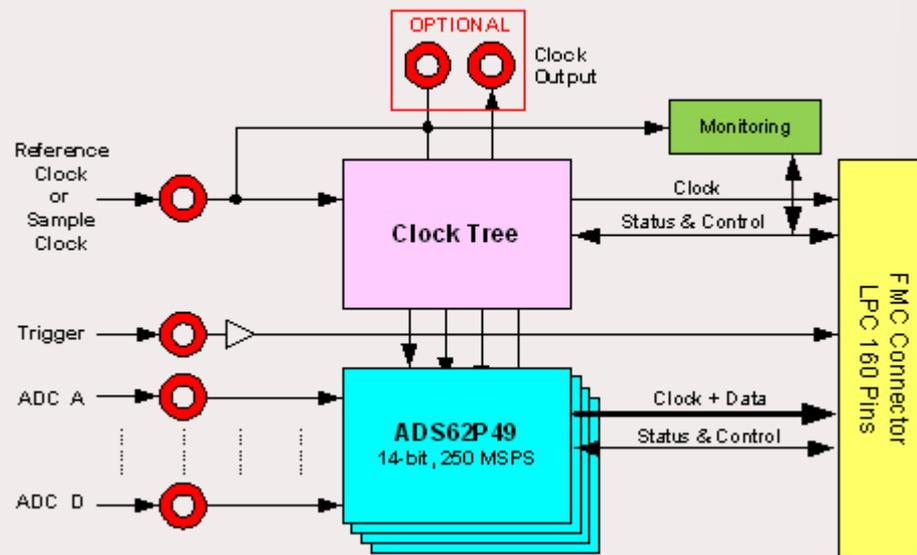 OPTIONAL
Clock
Output
Monitoring
Reference
Clock
or
Sample
Clock
Clock Tree
Clock
Status & Control
Trigger
ADC A
ADS62P49
14-bit, 250 MSPS
Clock + Data
Status & Control
ADC D
FMC Connector
LPC 160 Pins